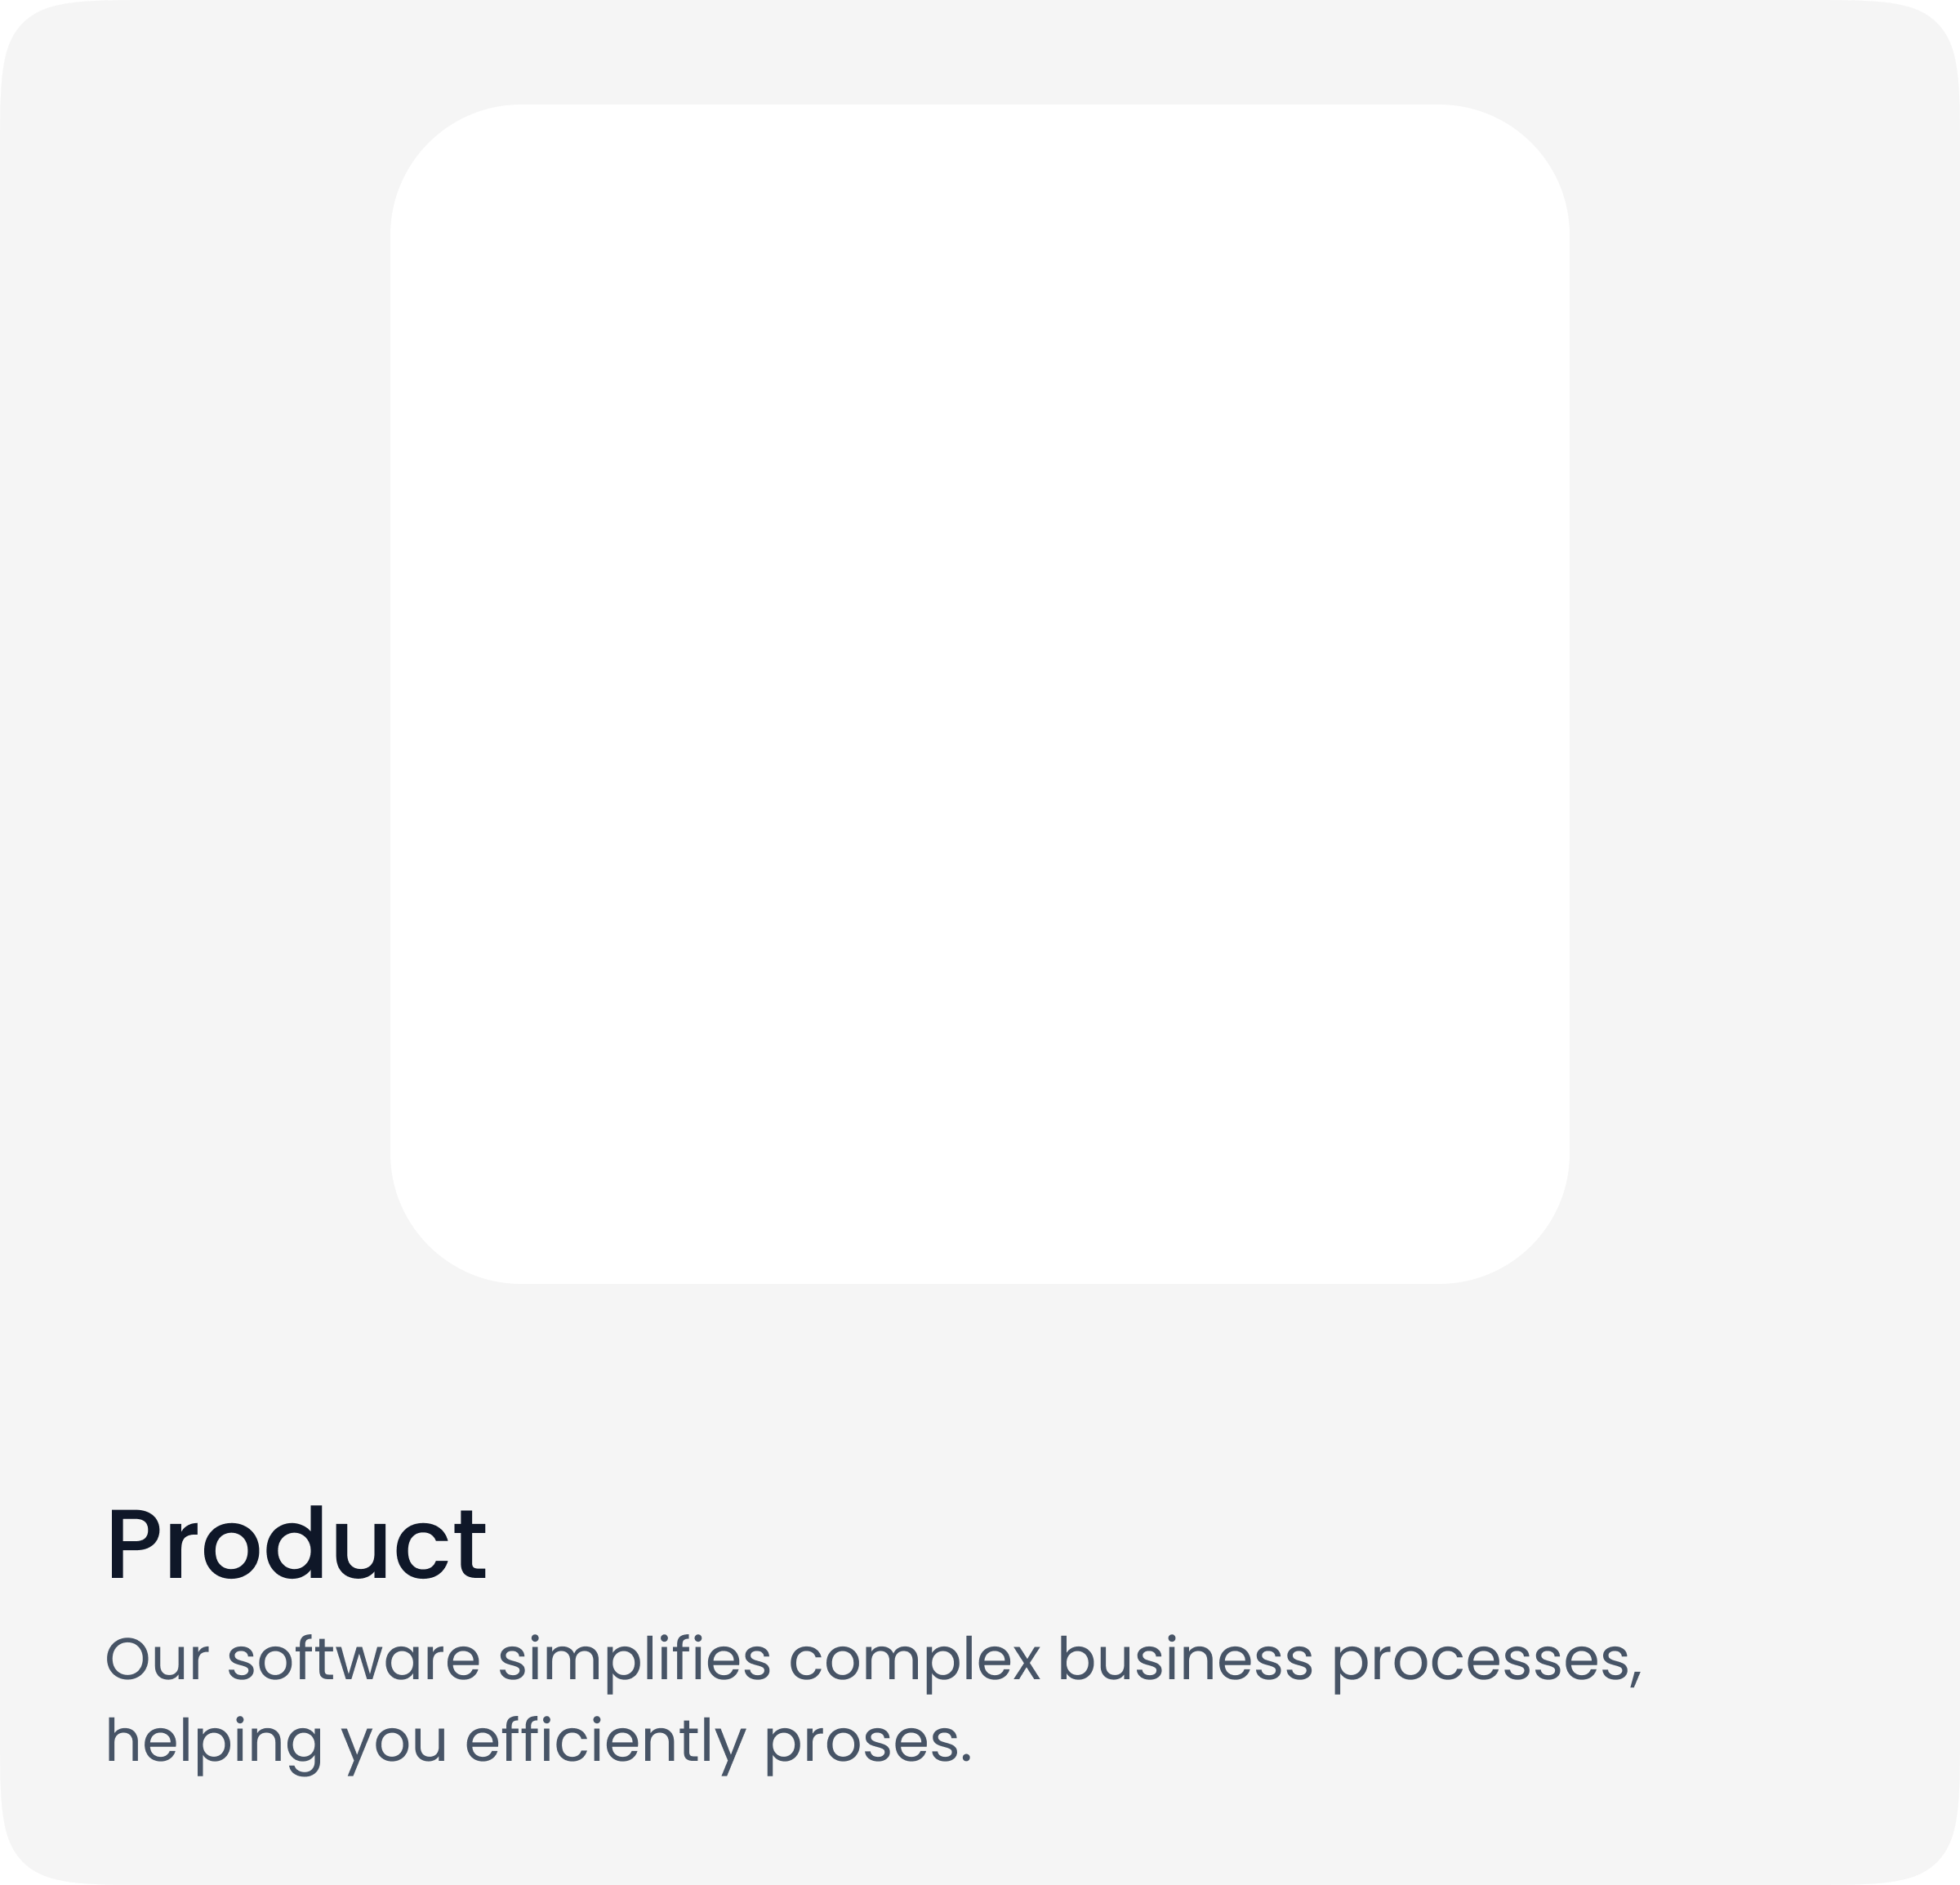 Product
Our software simplifies complex business processes,
helping you efficiently proses.